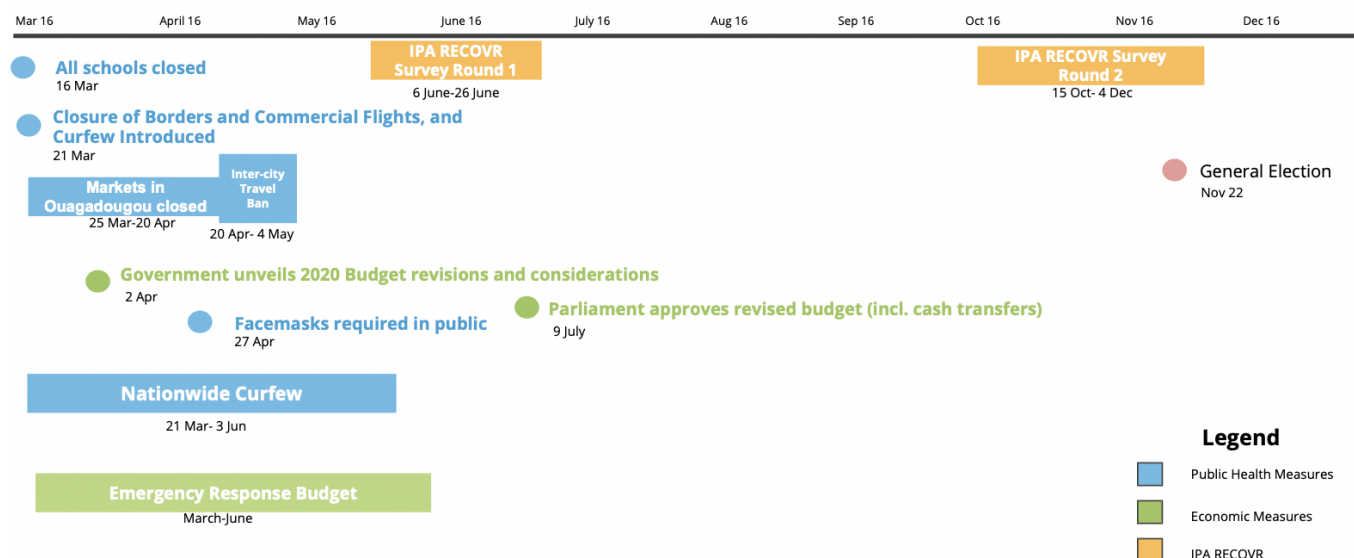 Mar 16 April 16 May 16 June 16 July 16 Aug 16 Sep 16 Oct 16 Nov 16 Dec 16
IPA RECOVR
Survey Round 1
6 June-26 June
IPA RECOVR Survey
Round 2
15 Oct- 4 Dec
All schools closed
16 Mar
Closure of Borders and Commercial Flights, and
Curfew Introduced
21 Mar
Markets in
Ouagadougou closed
25 Mar-20 Apr
Inter-city
Travel
Ban
20 Apr- 4 May
General Election
Nov 22
Government unveils 2020 Budget revisions and considerations
2 Apr
Parliament approves revised budget (incl. cash transfers)
9 July
Facemasks required in public
27 Apr
Nationwide Curfew
21 Mar- 3 Jun
Emergency Response Budget
March-June
Legend
Public Health Measures
Economic Measures
IPA RECOVR